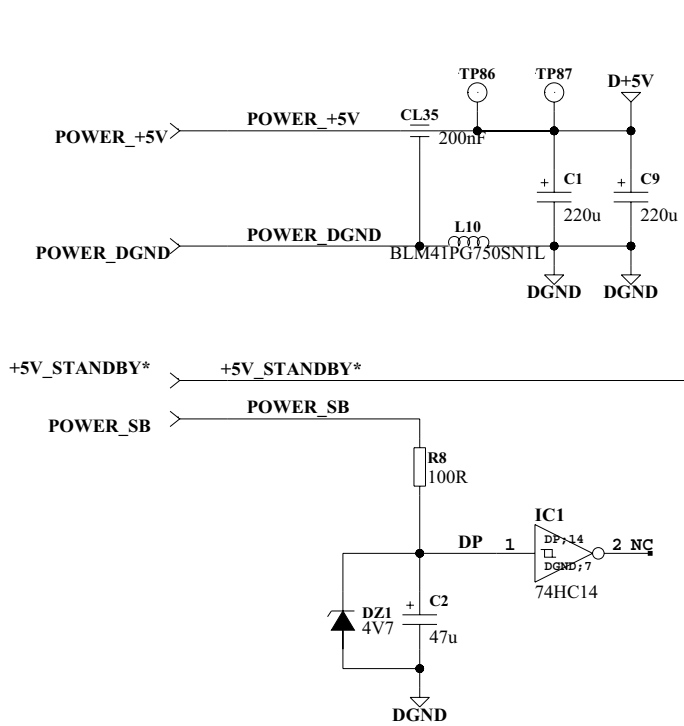 TP86
TP87
D+5V
POWER_+5V
POWER_+5V
CL35
200nF
C1
220u
C9
220u
POWER_DGND
POWER_DGND
L10
BLM41PG750SN1L
DGND
DGND
+5V_STANDBY*
+5V_STANDBY*
POWER_SB
POWER_SB
R8
100R
IC1
DP
1
DP;14
DGND;7
2 NC
74HC14
DZ1
4V7
C2
47u
DGND